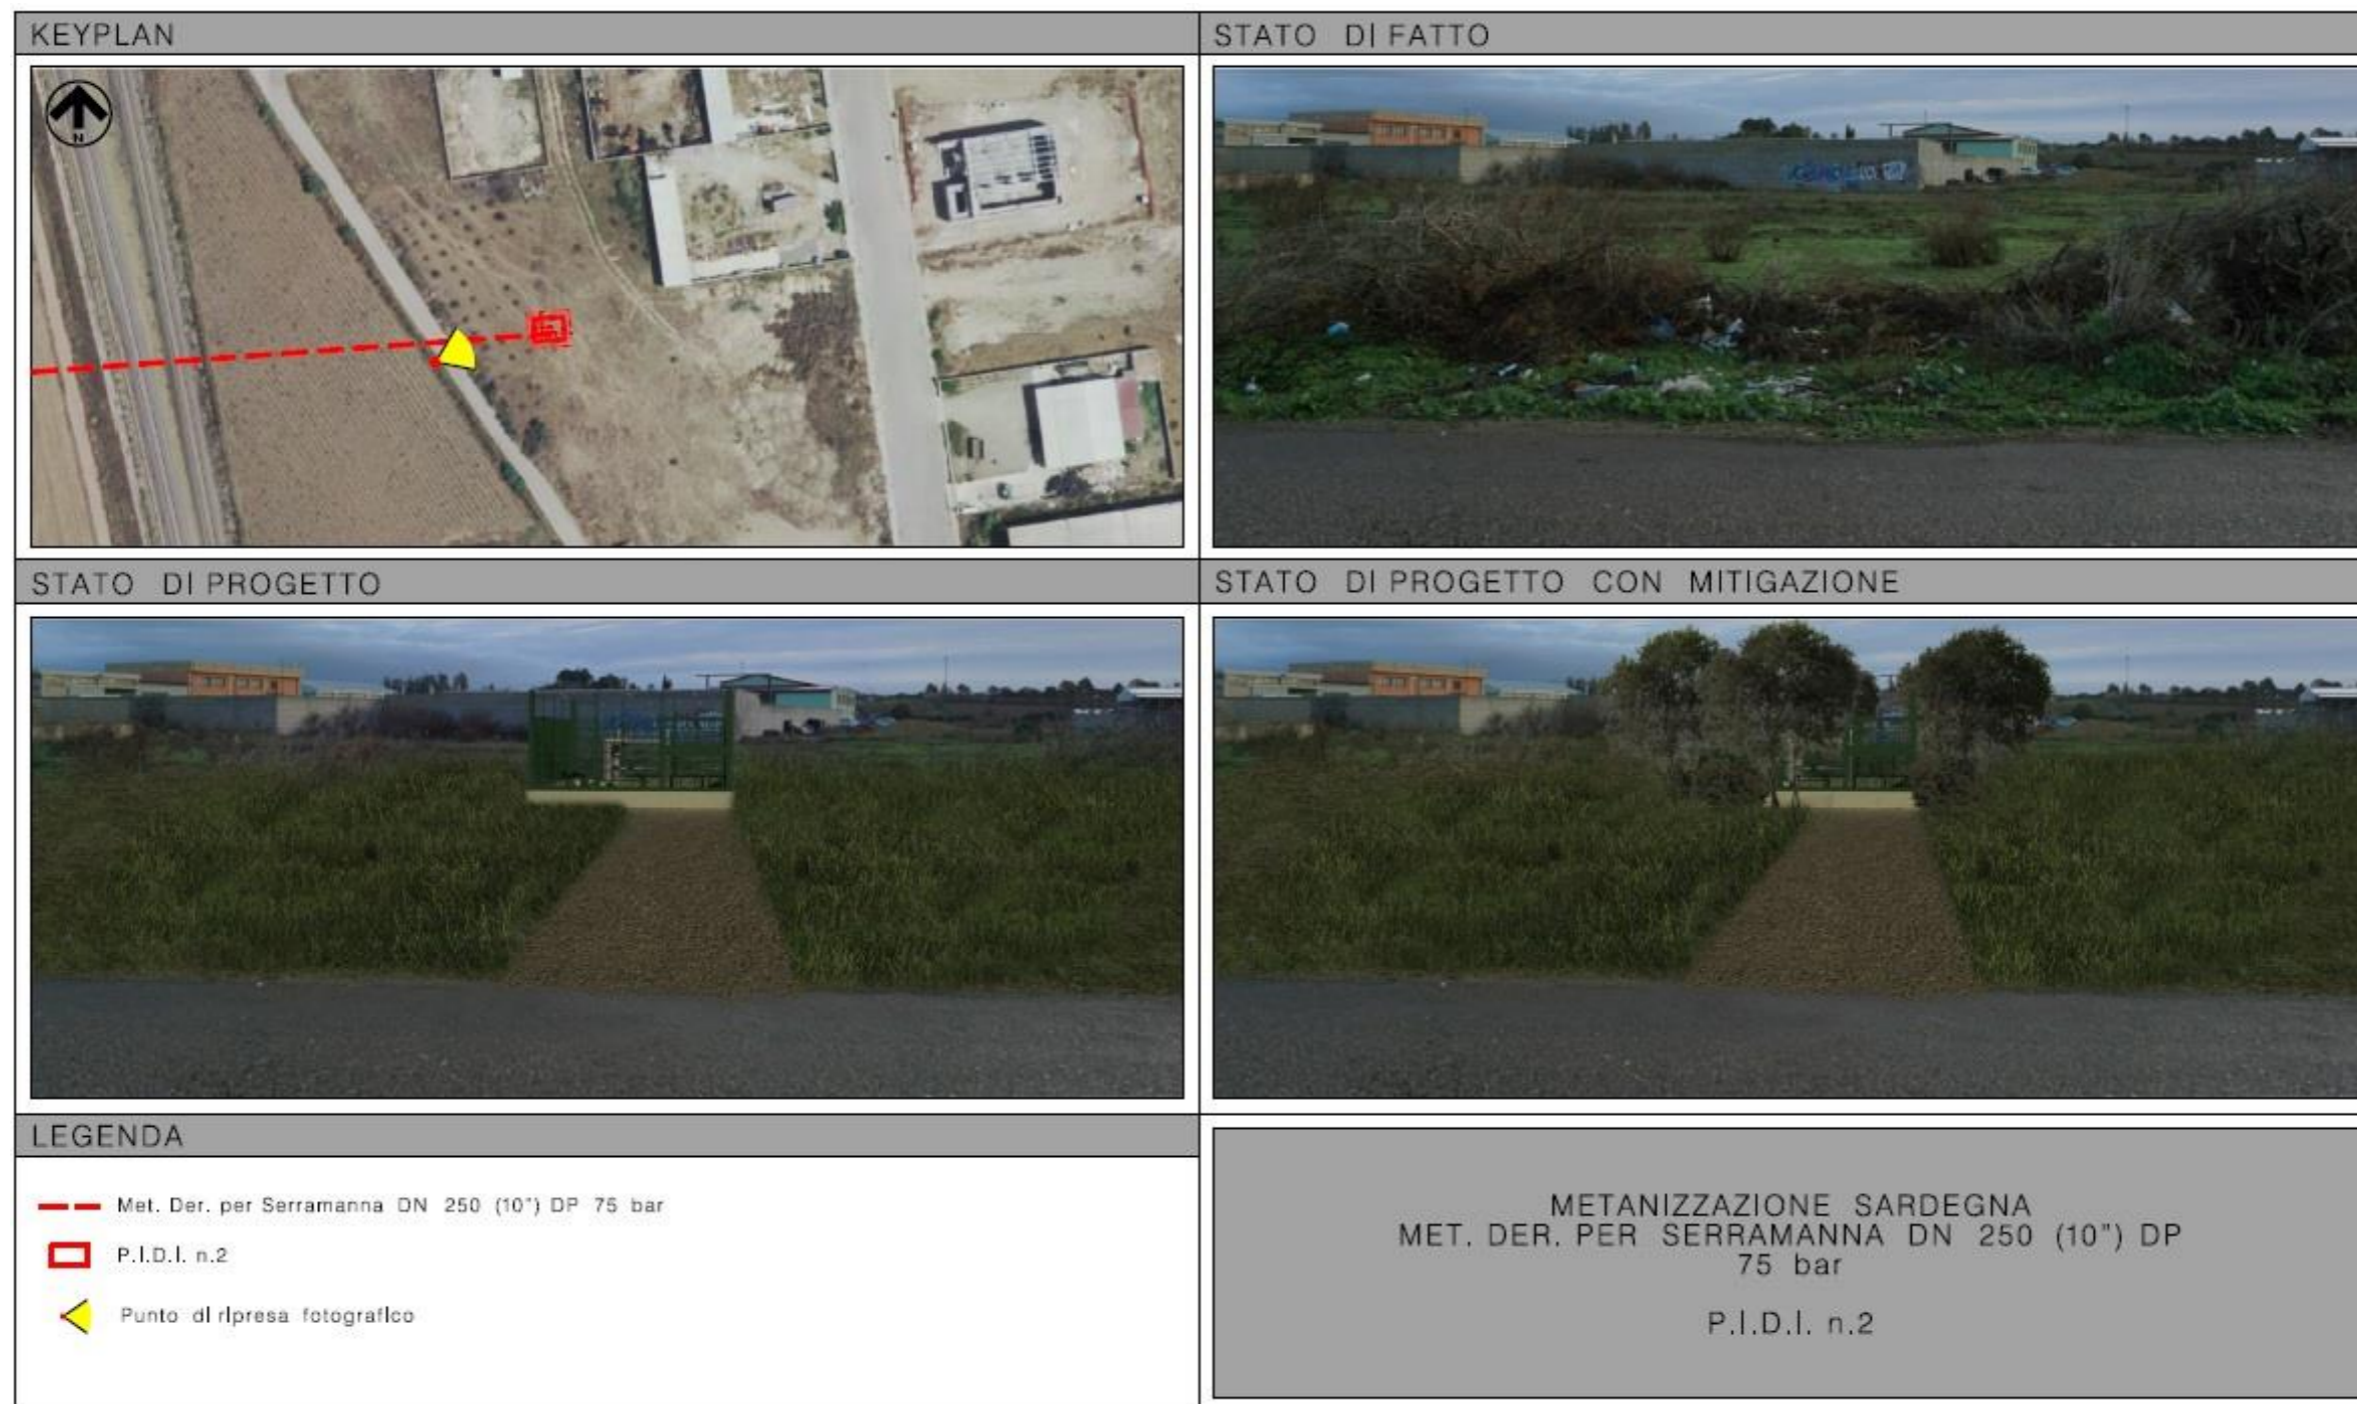 KEYPLAN
STATO DI FATTO
N
STATO DI PROGETTO
STATO DI PROGETTO CON MITIGAZIONE
LEGENDA
Met. Der. per Serramanna DN 250 (10") DP 75 bar
P.I.D.I. n.2
Punto di ripresa fotografico
METANIZZAZIONE SARDEGNA
MET. DER. PER SERRAMANNA DN 250 (10") DP
75 bar
P.I.D.I. n.2